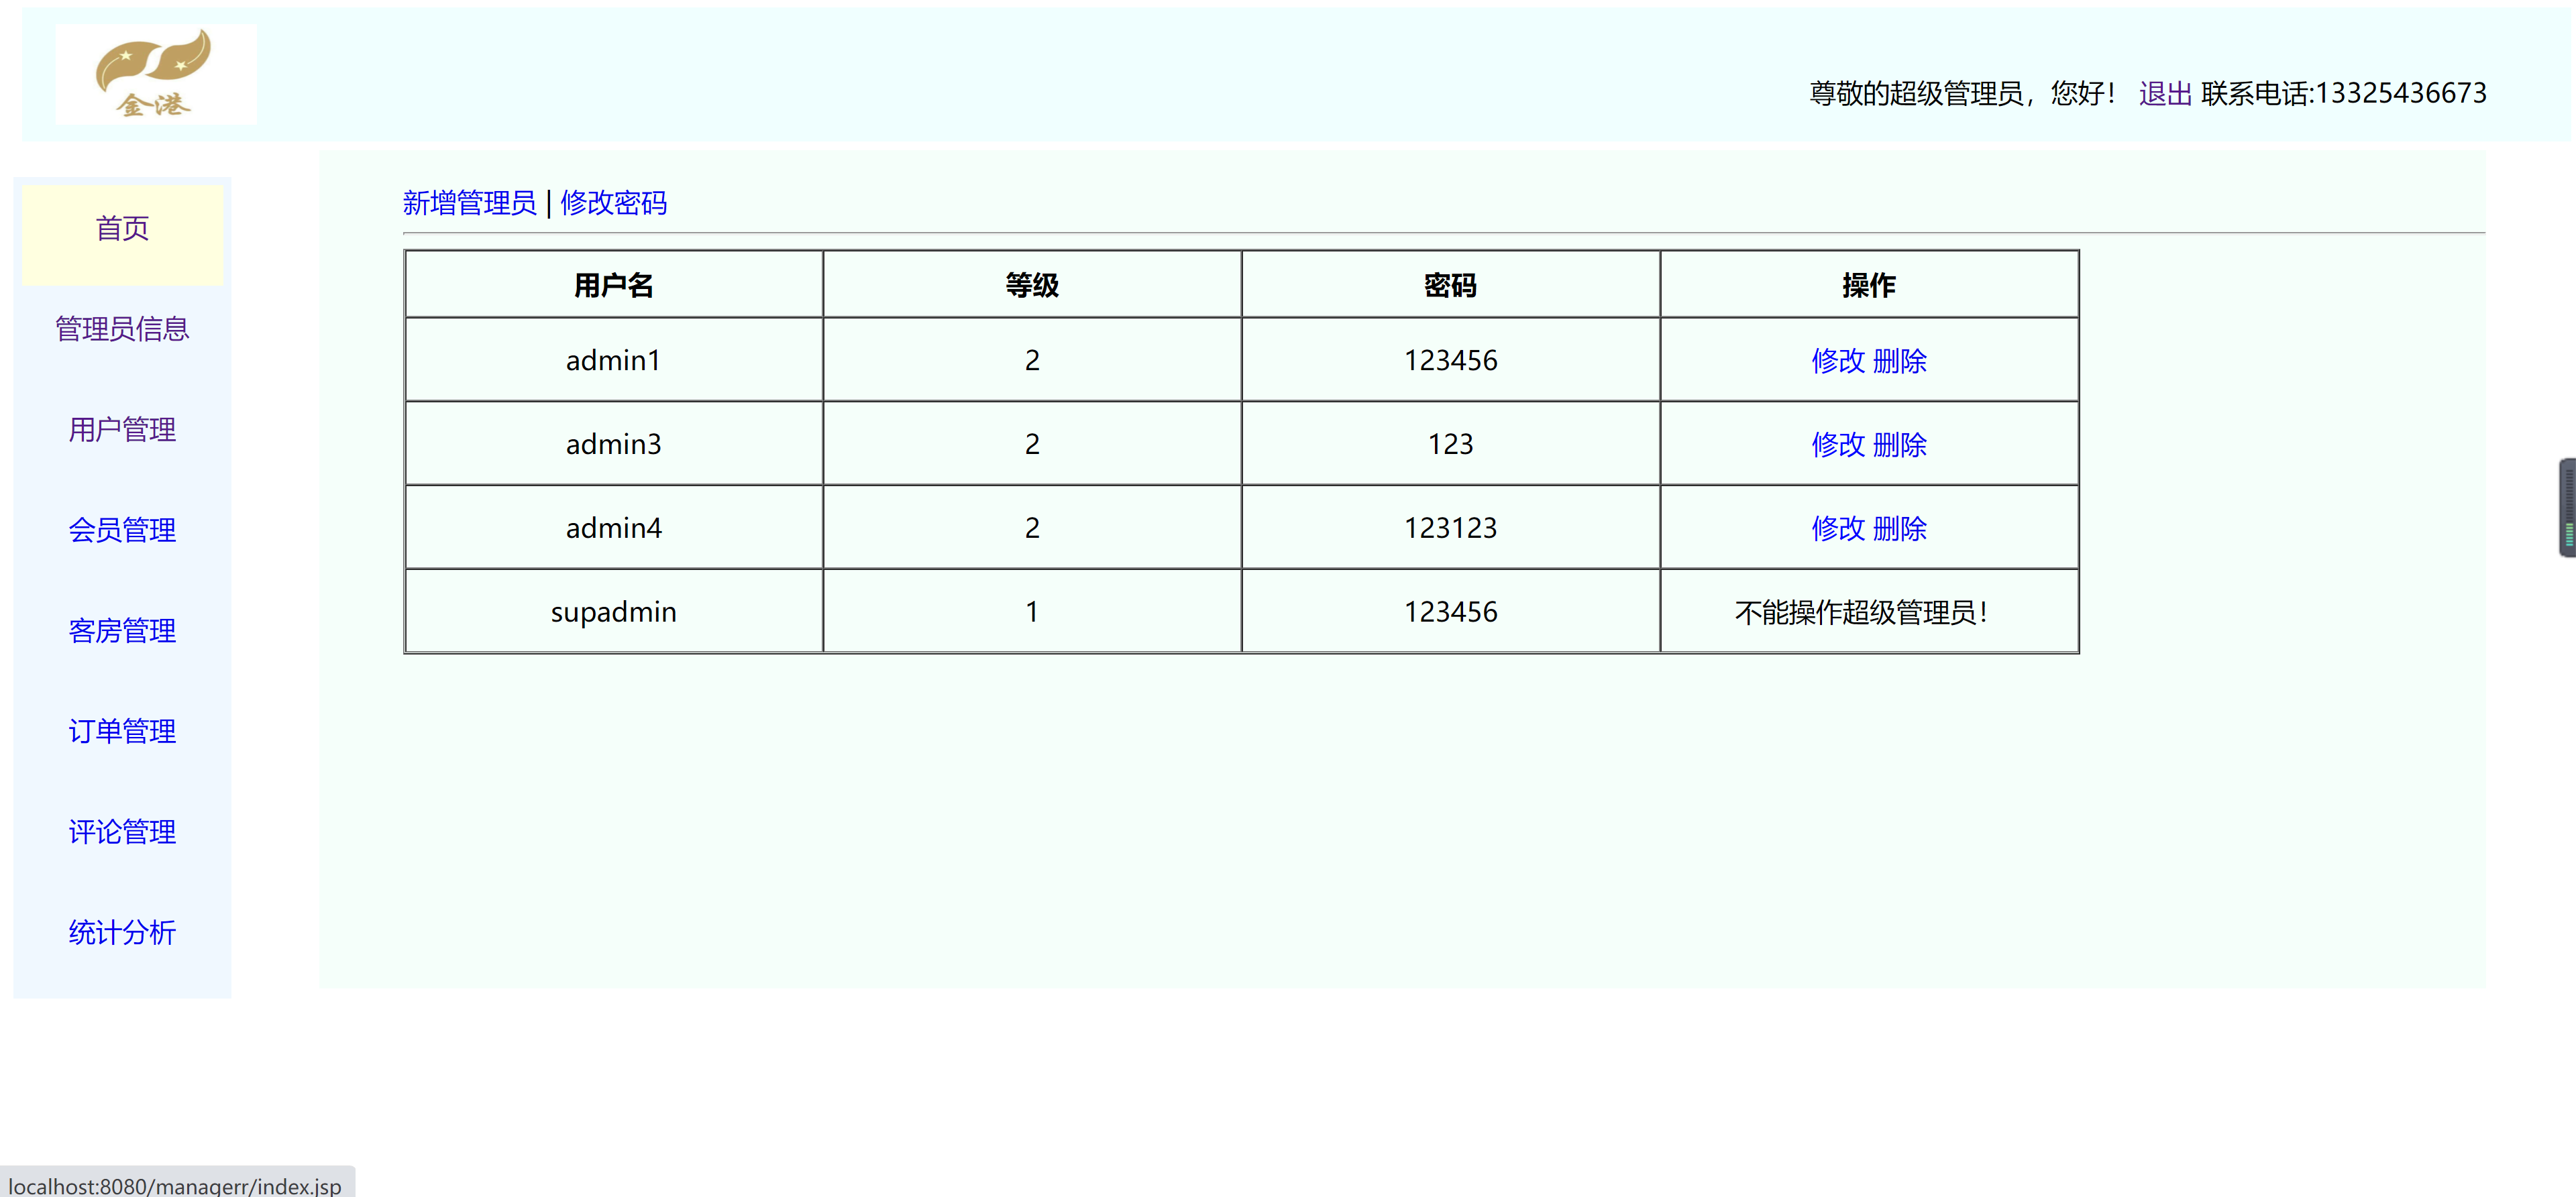 金港
尊敬的超级管理员，您好！ 退出 联系电话:13325436673
首页
管理员信息
用户管理
会员管理
客房管理
订单管理
评论管理
统计分析
新增管理员 | 修改密码
用户名 等级 密码 操作
admin1 2 123456 修改 删除
admin3 2 123 修改 删除
admin4 2 123123 修改 删除
supadmin 1 123456 不能操作超级管理员！
localhost:8080/managerr/index.jsp